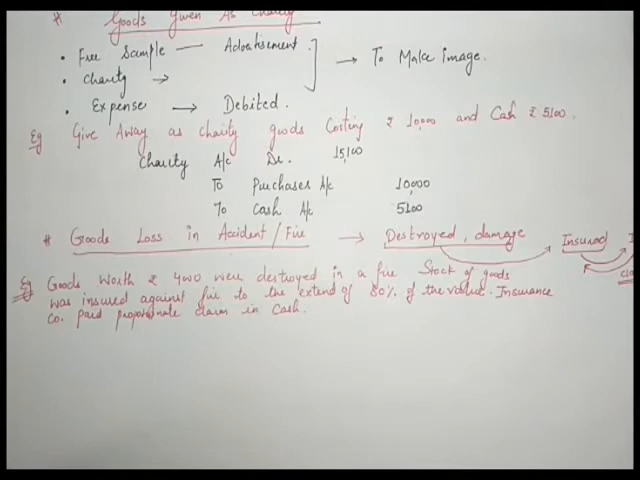 # Goods Given As Charity
• Free Sample — Advertisement
→ To Make image.
• Charity →
• Expense → Debited.
Eg Give Away as charity goods Costing ₹ 10,000 and Cash ₹ 5100.
Charity A/c Dr. 15,100
To Purchases A/c 10,000
To Cash A/c 5100
# Goods Loss in Accident/Fire → Destroyed, damage Insured
Eg Goods worth ₹ 4000 were destroyed in a fire Stock of goods
was insured against fire to the extend of 80% of the value. Insurance
Co. paid proportionate claim in Cash.